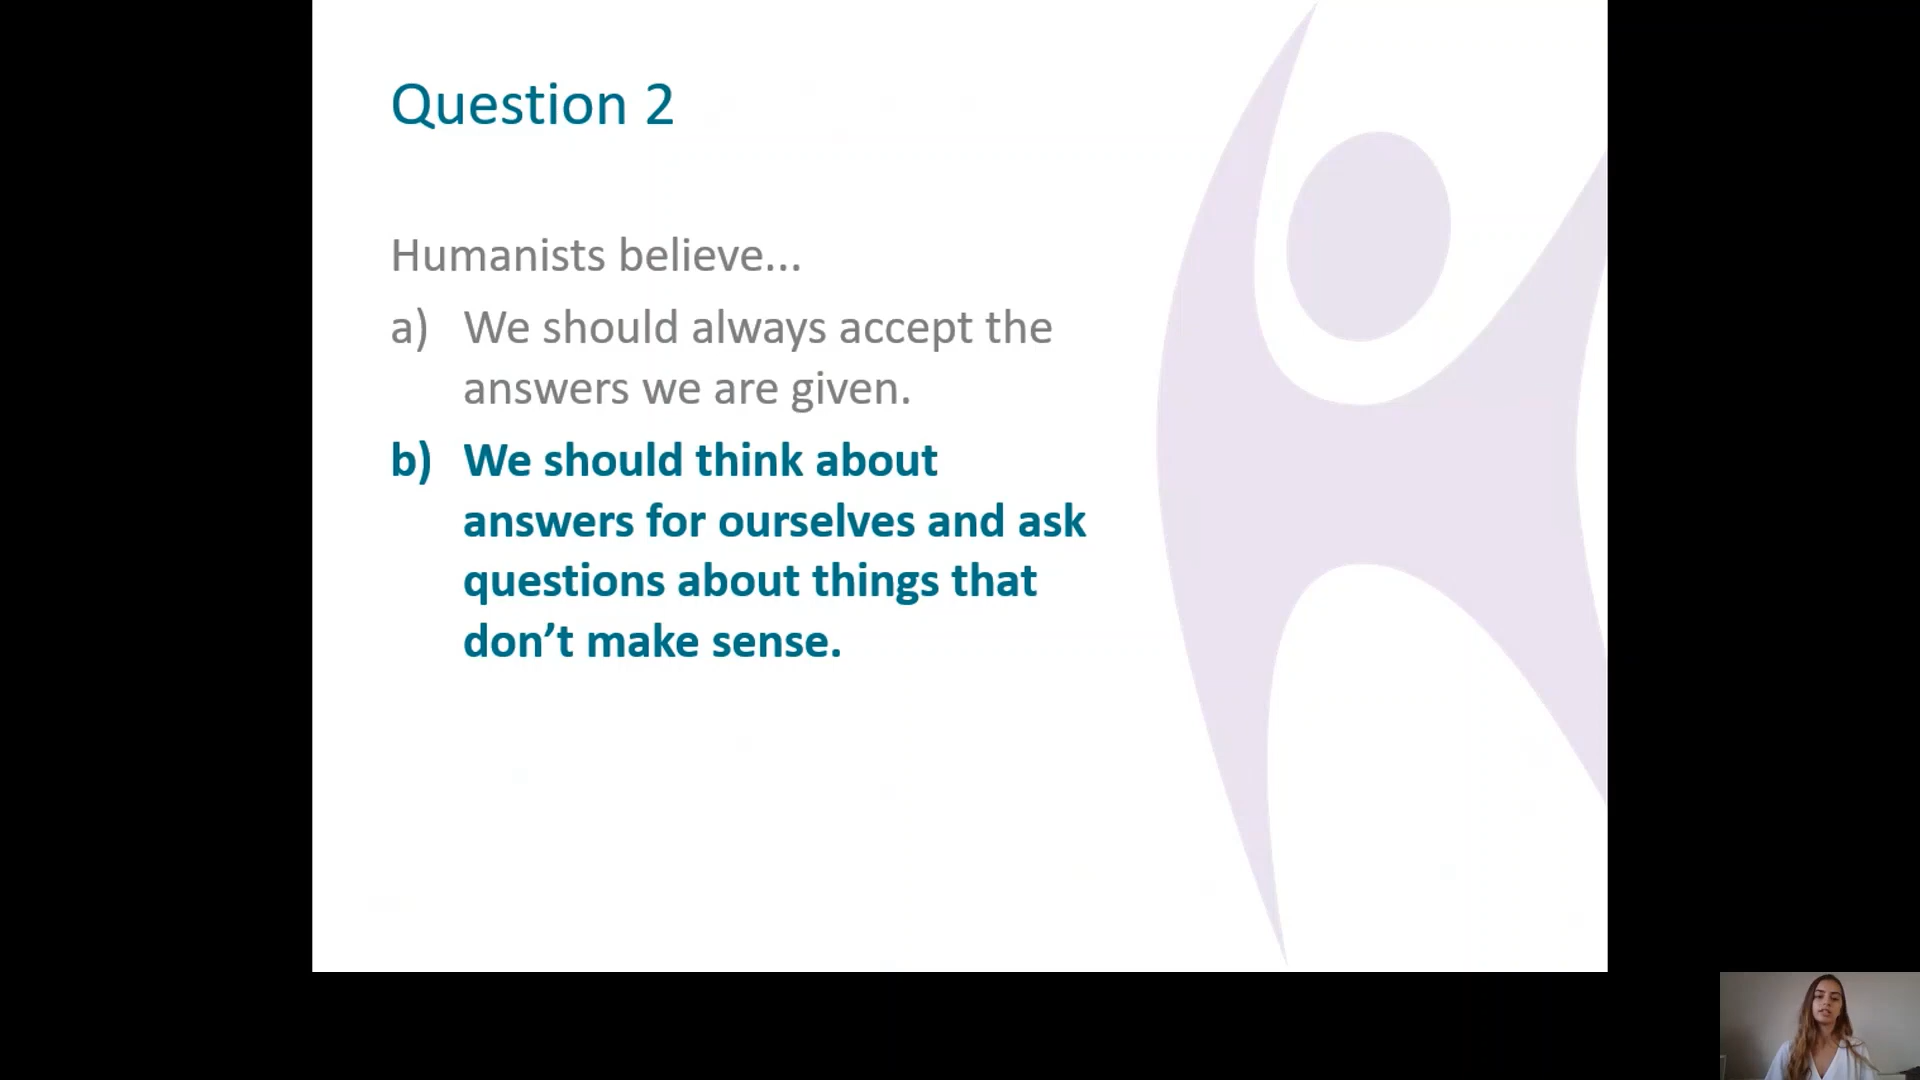 Question 2
Humanists believe...
a) We should always accept the
answers we are given.
b) We should think about
answers for ourselves and ask
questions about things that
don’t make sense.